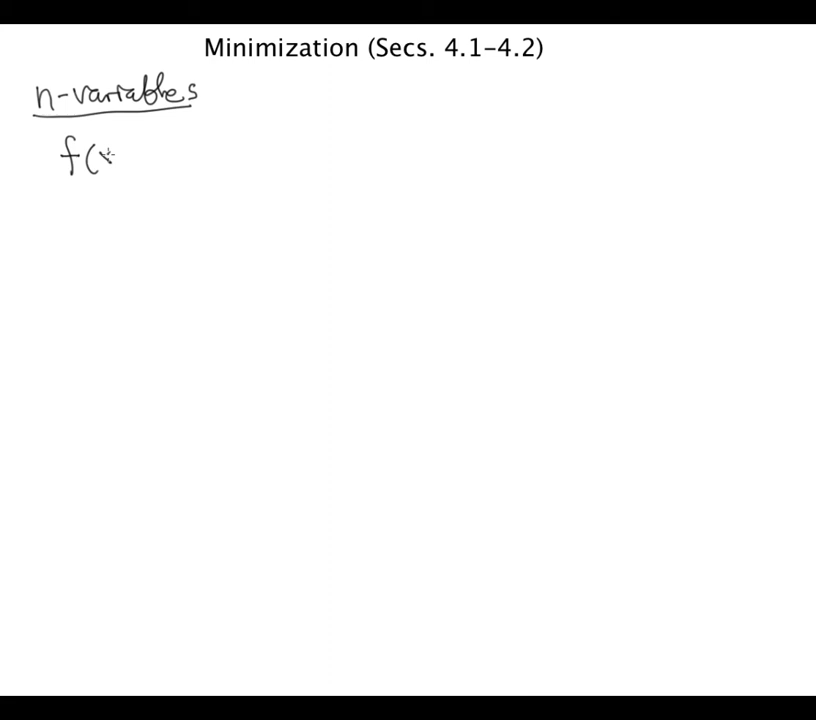 Minimization (Secs. 4.1–4.2)
n-variables
f(x